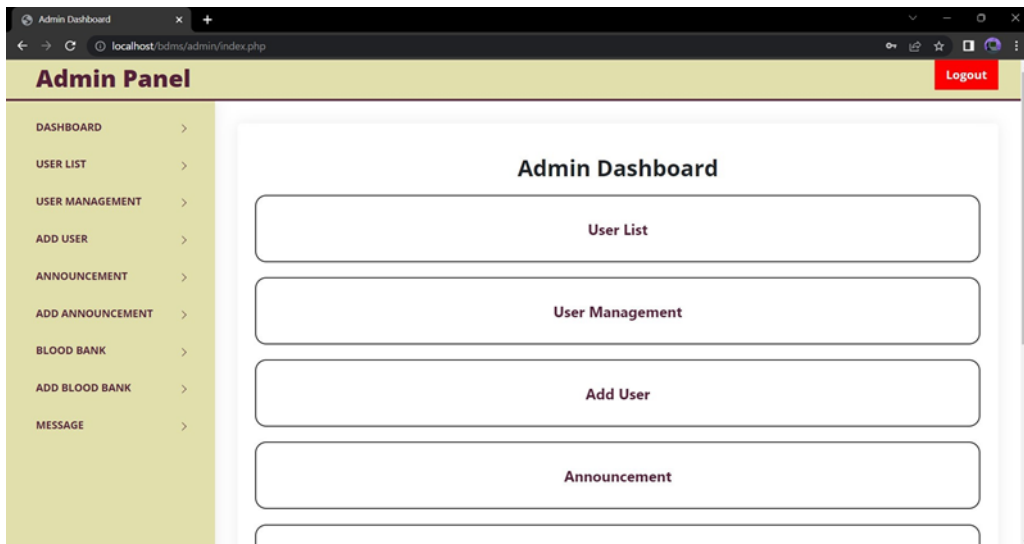 Admin Dashboard
localhost/bdms/admin/index.php
Admin Panel
Logout
DASHBOARD
USER LIST
USER MANAGEMENT
ADD USER
ANNOUNCEMENT
ADD ANNOUNCEMENT
BLOOD BANK
ADD BLOOD BANK
MESSAGE
Admin Dashboard
User List
User Management
Add User
Announcement